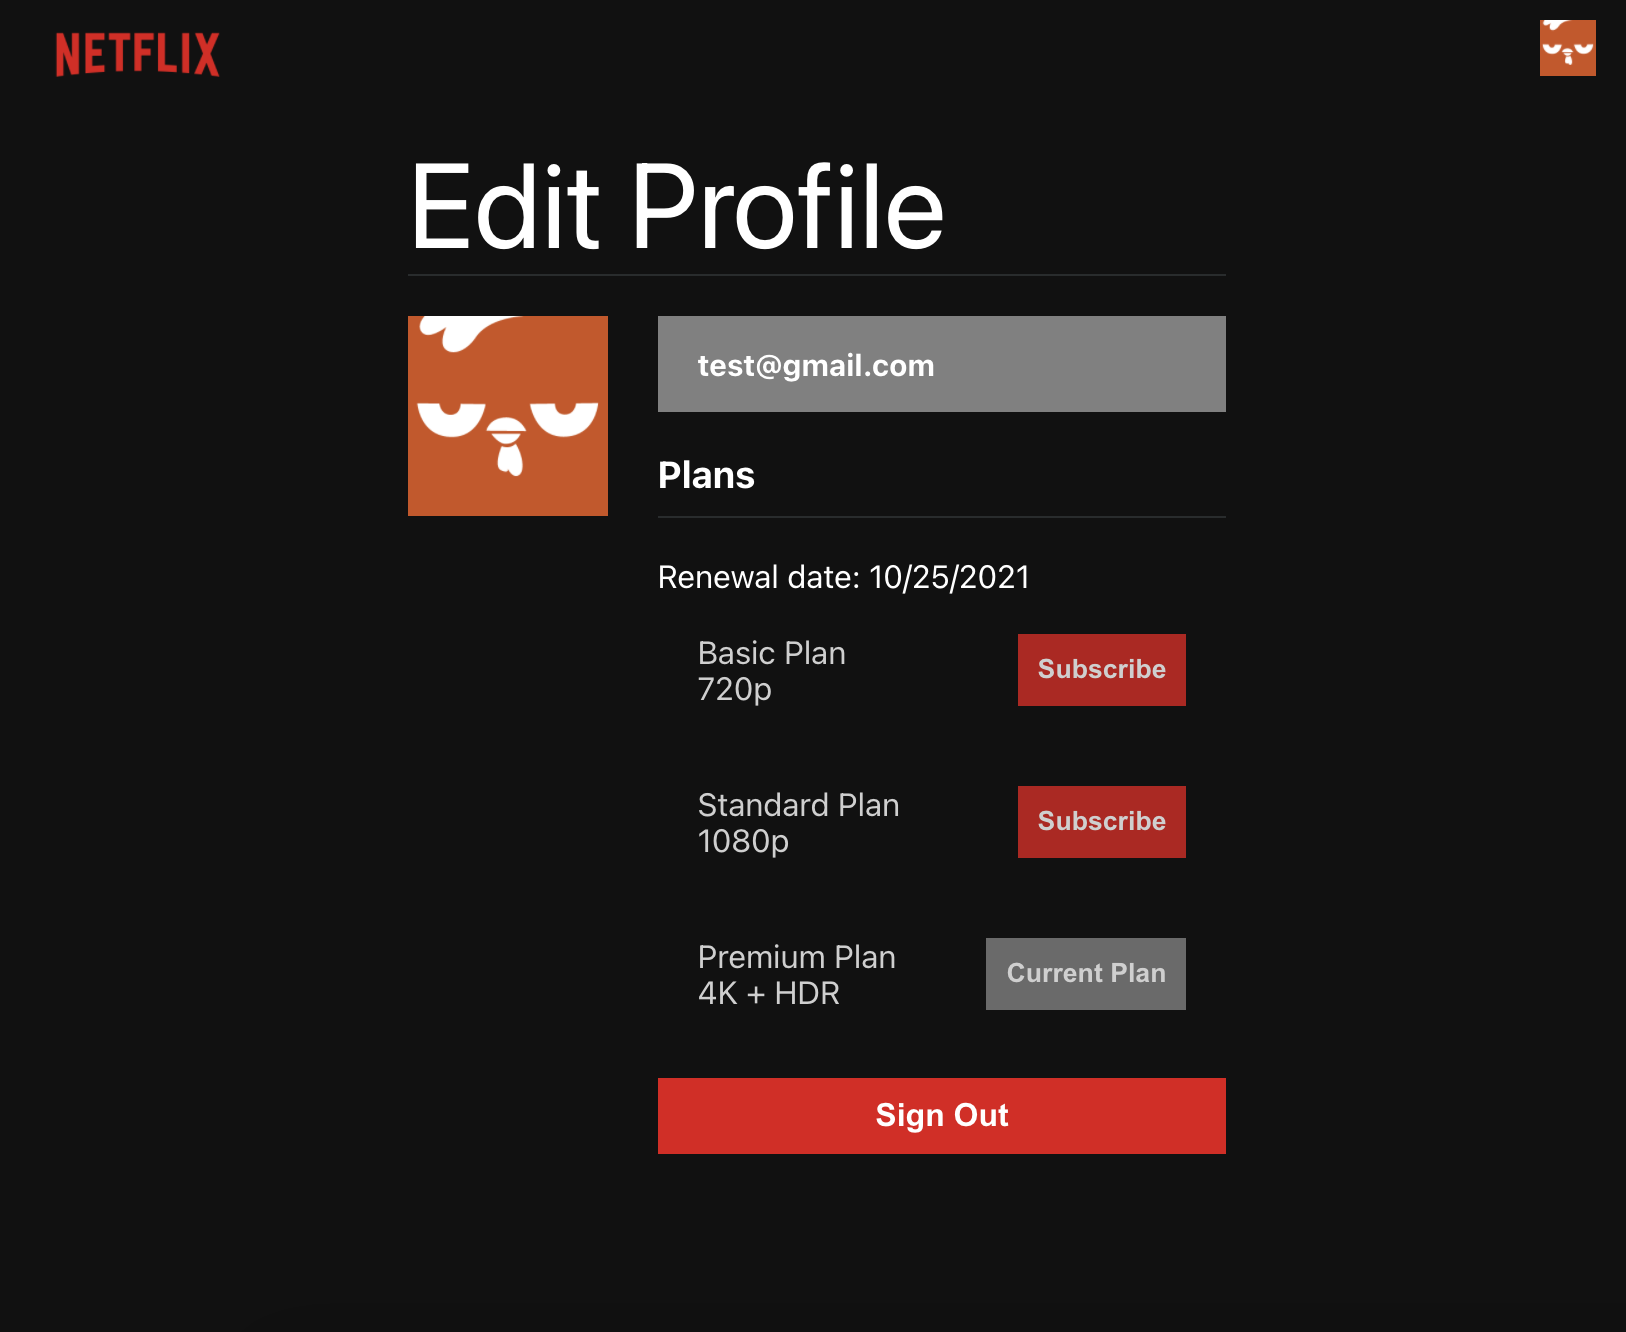 NETFLIX
Edit Profile
test@gmail.com
Plans
Renewal date: 10/25/2021
Basic Plan
720p
Subscribe
Standard Plan
1080p
Subscribe
Premium Plan
4K + HDR
Current Plan
Sign Out